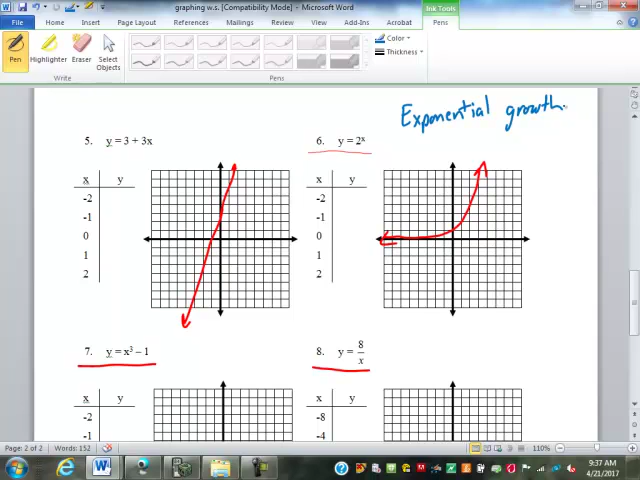 graphing w.s. [Compatibility Mode] - Microsoft Word
Ink Tools
File Home Insert Page Layout References Mailings Review View Add-Ins Acrobat Pens
Pen Highlighter Eraser Select Objects
Color
Thickness
Write Pens
Exponential growth
5. y = 3 + 3x 6. y = 2ˣ
x y x y
-2 -2
-1 -1
0 0
1 1
2 2
7. y = x³ – 1 8. y = 8/x
x y x y
-2 -8
-1 -4
Page: 2 of 2 Words: 152 110%
9:37 AM
4/21/2017